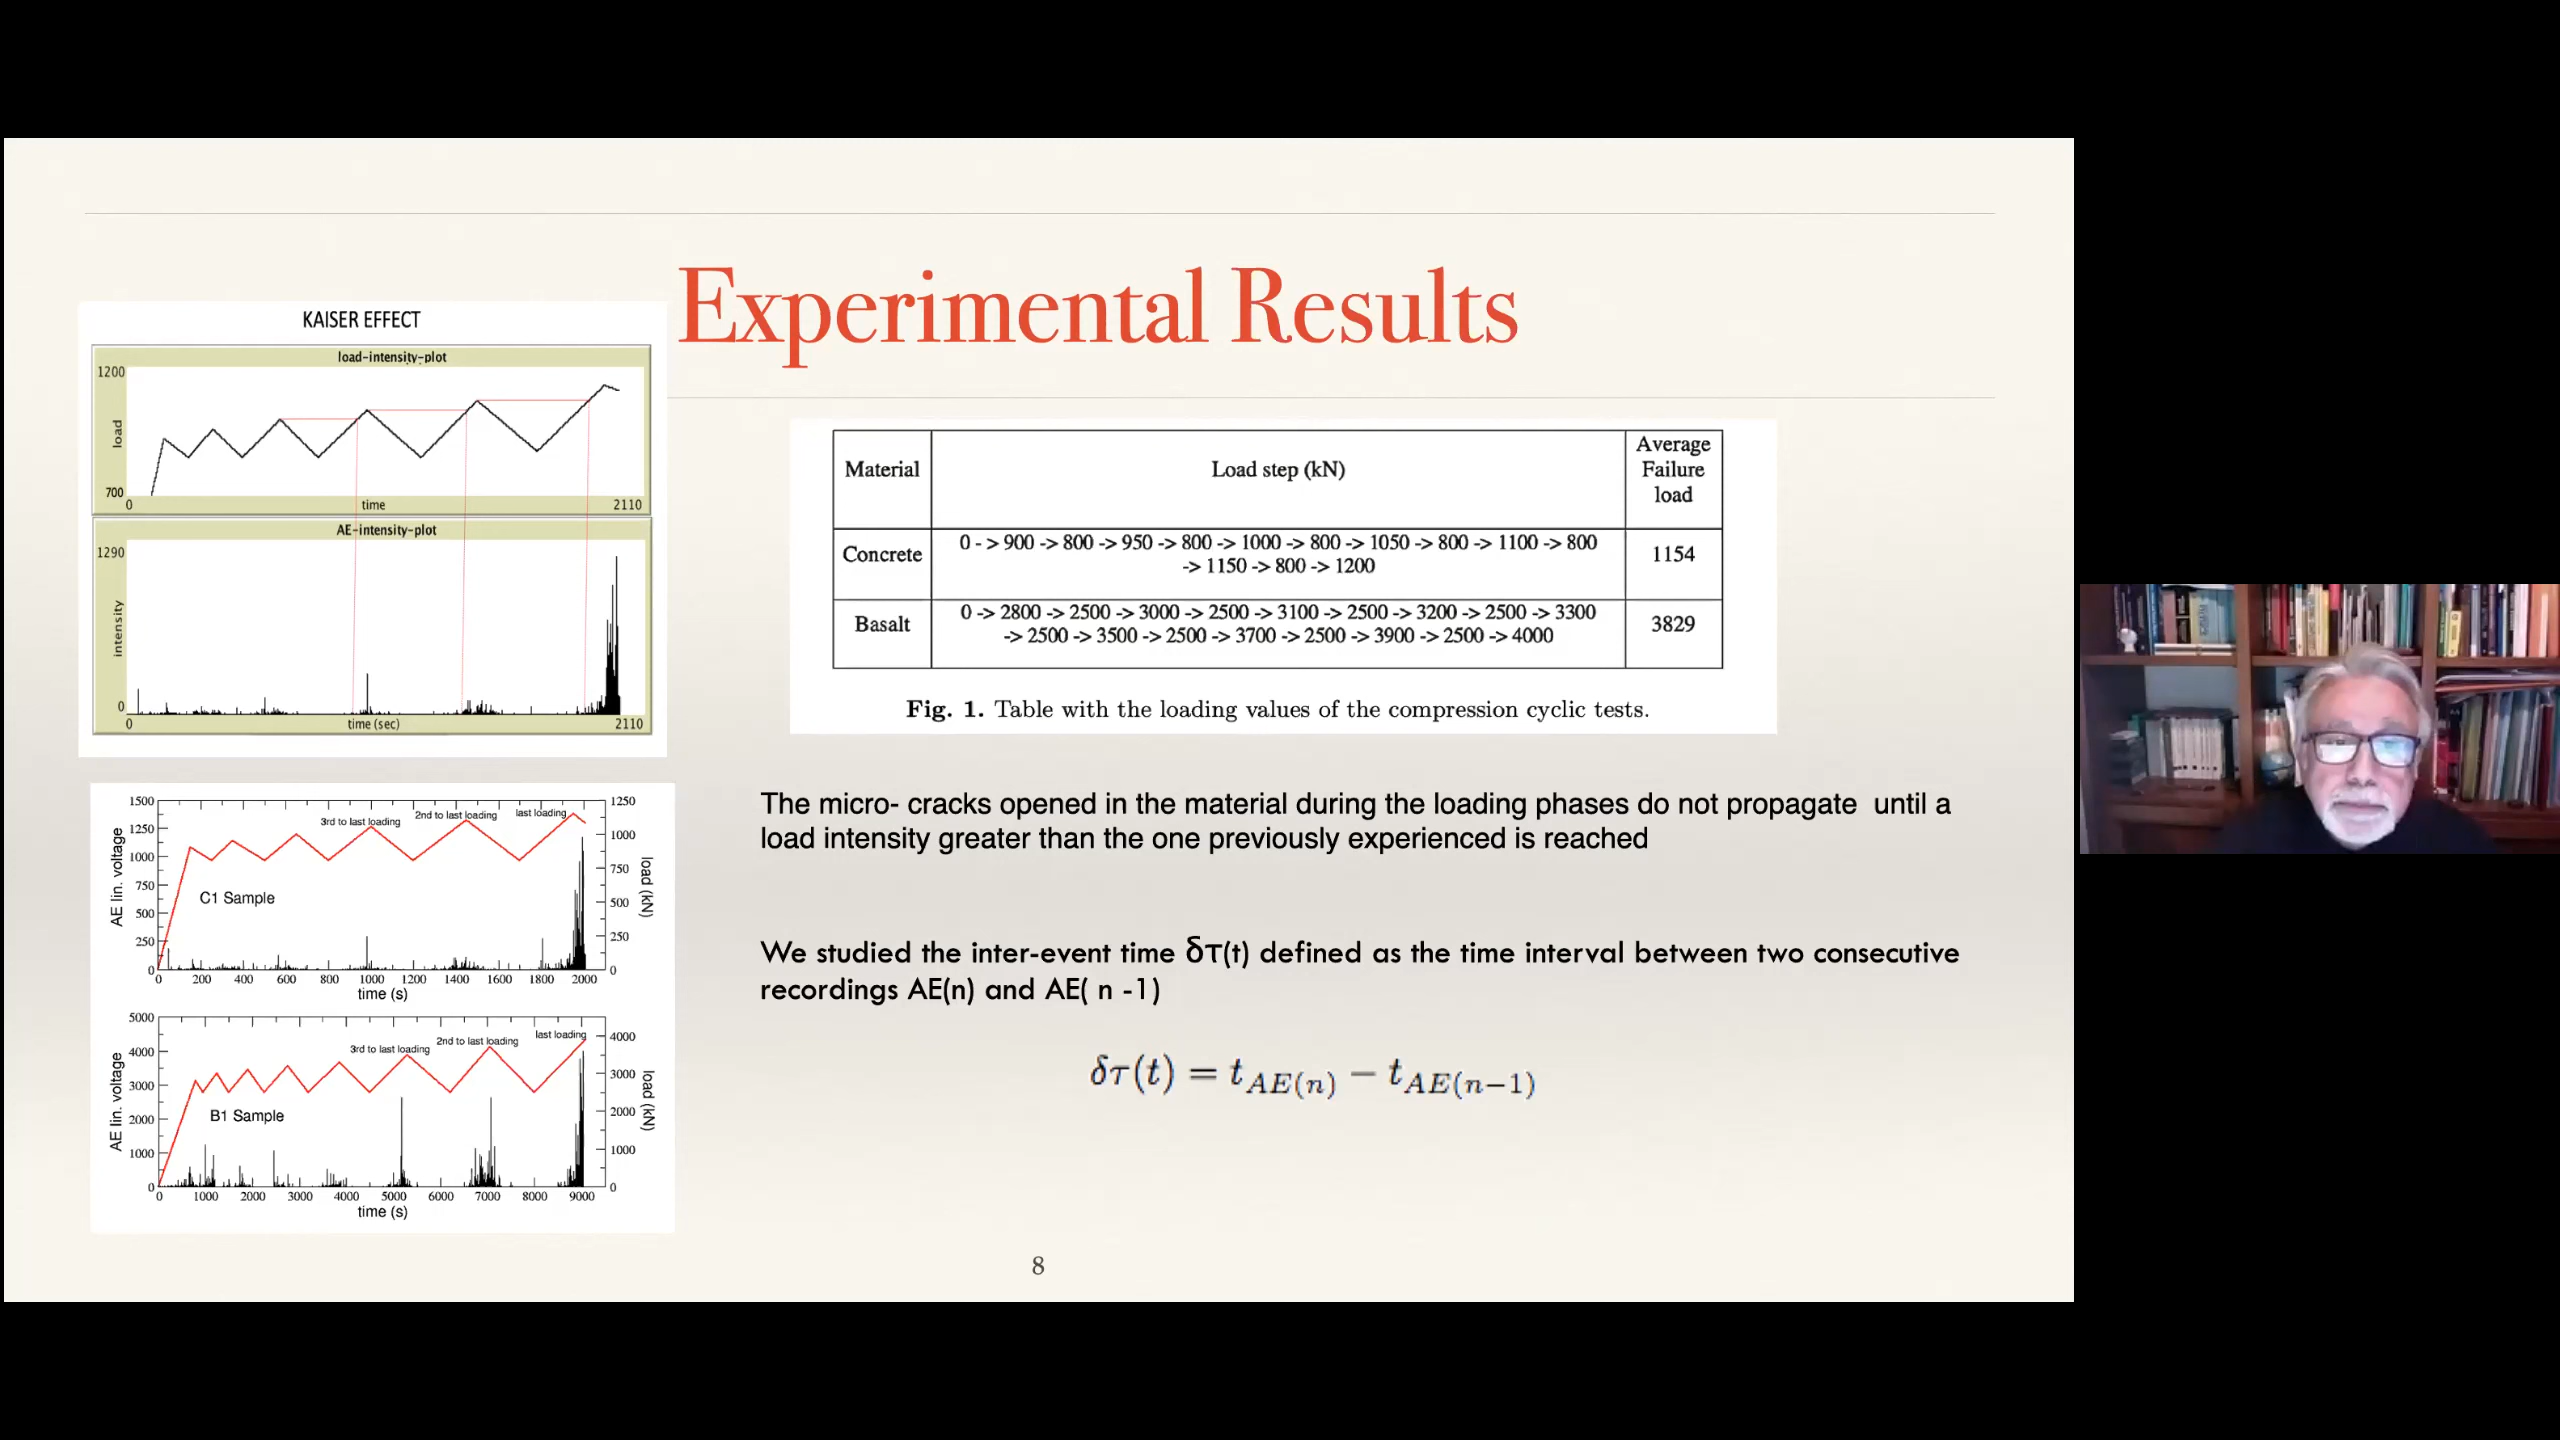 Experimental Results
KAISER EFFECT
load-intensity-plot
1200
load
700
0
time
2110
AE-intensity-plot
1290
intensity
0
0
time (sec)
2110
Material
Load step (kN)
Average
Failure
load
Concrete
0 - > 900 -> 800 -> 950 -> 800 -> 1000 -> 800 -> 1050 -> 800 -> 1100 -> 800
-> 1150 -> 800 -> 1200
1154
Basalt
0 -> 2800 -> 2500 -> 3000 -> 2500 -> 3100 -> 2500 -> 3200 -> 2500 -> 3300
-> 2500 -> 3500 -> 2500 -> 3700 -> 2500 -> 3900 -> 2500 -> 4000
3829
Fig. 1. Table with the loading values of the compression cyclic tests.
1500
1250
1000
750
500
250
0
AE lin. voltage
3rd to last loading
2nd to last loading
last loading
C1 Sample
1250
1000
750
500
250
0
load (kN)
0 200 400 600 800 1000 1200 1400 1600 1800 2000
time (s)
5000
4000
3000
2000
1000
0
AE lin. voltage
3rd to last loading
2nd to last loading
last loading
B1 Sample
4000
3000
2000
1000
0
load (kN)
0 1000 2000 3000 4000 5000 6000 7000 8000 9000
time (s)
The micro- cracks opened in the material during the loading phases do not propagate until a
load intensity greater than the one previously experienced is reached
We studied the inter-event time δτ(t) defined as the time interval between two consecutive
recordings AE(n) and AE( n -1)
δτ(t) = t_{AE(n)} − t_{AE(n−1)}
8